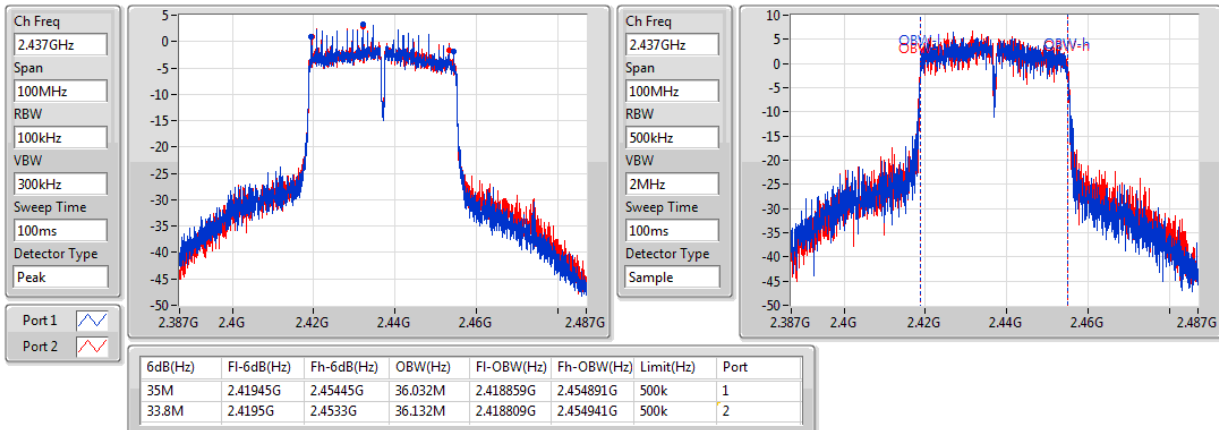 Ch Freq
2.437GHz
Span
100MHz
RBW
100kHz
VBW
300kHz
Sweep Time
100ms
Detector Type
Peak
Port 1
Port 2
5
0
-5
-10
-15
-20
-25
-30
-35
-40
-45
-50
2.387G 2.4G 2.42G 2.44G 2.46G 2.487G
Ch Freq
2.437GHz
Span
100MHz
RBW
500kHz
VBW
2MHz
Sweep Time
100ms
Detector Type
Sample
10
5
0
-5
-10
-15
-20
-25
-30
-35
-40
-45
-50
OBW-h
2.387G 2.4G 2.42G 2.44G 2.46G 2.487G
6dB(Hz) Fl-6dB(Hz) Fh-6dB(Hz) OBW(Hz) Fl-OBW(Hz) Fh-OBW(Hz) Limit(Hz) Port
35M 2.41945G 2.45445G 36.032M 2.418859G 2.454891G 500k 1
33.8M 2.4195G 2.4533G 36.132M 2.418809G 2.454941G 500k 2